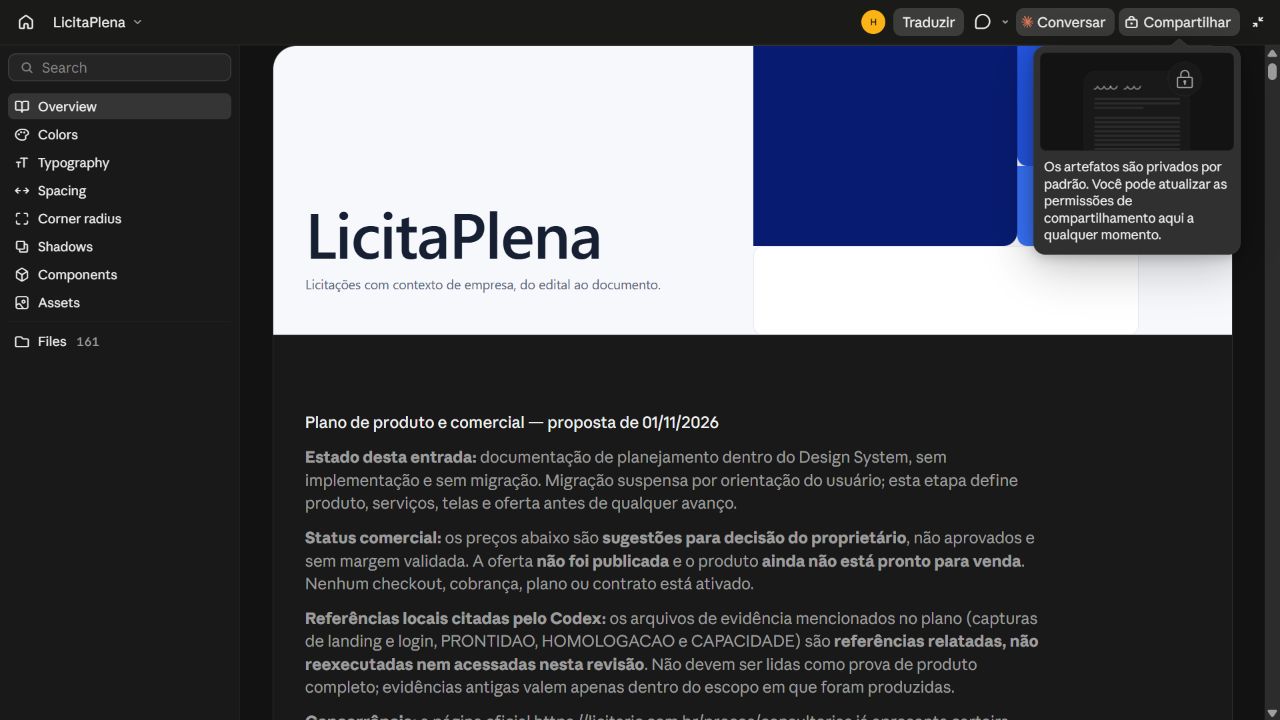 LicitaPlena
H
Traduzir
Conversar
Compartilhar
Search
Overview
Colors
Typography
Spacing
Corner radius
Shadows
Components
Assets
Files 161
LicitaPlena
Licitações com contexto de empresa, do edital ao documento.
Os artefatos são privados por
padrão. Você pode atualizar as
permissões de
compartilhamento aqui a
qualquer momento.
Plano de produto e comercial — proposta de 01/11/2026
Estado desta entrada: documentação de planejamento dentro do Design System, sem
implementação e sem migração. Migração suspensa por orientação do usuário; esta etapa define
produto, serviços, telas e oferta antes de qualquer avanço.
Status comercial: os preços abaixo são sugestões para decisão do proprietário, não aprovados e
sem margem validada. A oferta não foi publicada e o produto ainda não está pronto para venda.
Nenhum checkout, cobrança, plano ou contrato está ativado.
Referências locais citadas pelo Codex: os arquivos de evidência mencionados no plano (capturas
de landing e login, PRONTIDAO, HOMOLOGACAO e CAPACIDADE) são referências relatadas, não
reexecutadas nem acessadas nesta revisão. Não devem ser lidas como prova de produto
completo; evidências antigas valem apenas dentro do escopo em que foram produzidas.